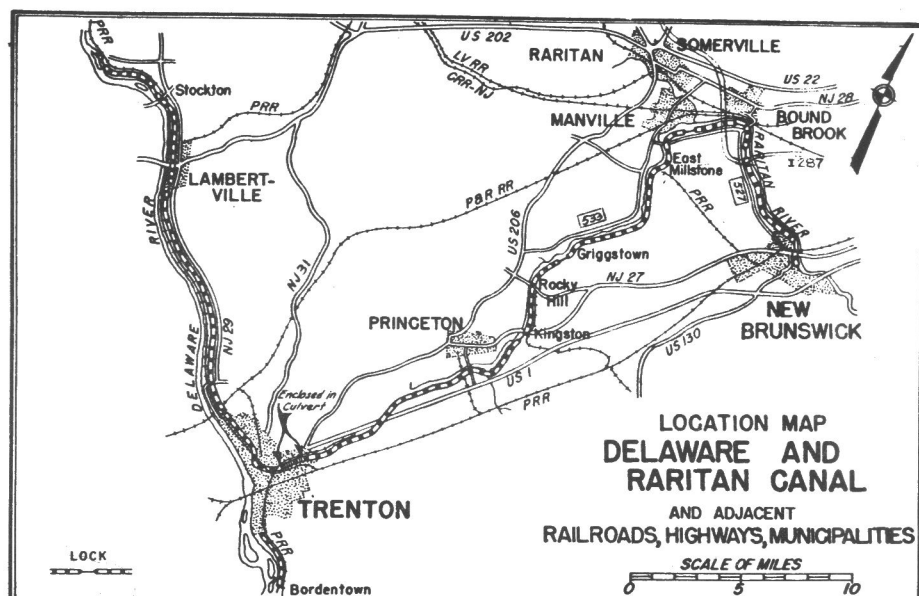 PRR
US 202
RARITAN
SOMERVILLE
LV RR
CRR-NJ
US 22
NJ 28
Stockton
PRR
MANVILLE
BOUND
BROOK
I 287
East
Millstone
RARITAN
RIVER
527
LAMBERT-
VILLE
P&R RR
US 206
533
PRR
Griggstown
RIVER
DELAWARE
NJ 29
NJ 31
Rocky
Hill
NJ 27
NEW
BRUNSWICK
PRINCETON
Kingston
US 130
US 1
PRR
Enclosed in
Culvert
TRENTON
LOCATION MAP
DELAWARE AND
RARITAN CANAL
AND ADJACENT
RAILROADS, HIGHWAYS, MUNICIPALITIES
LOCK
PRR
Bordentown
SCALE OF MILES
0 5 10